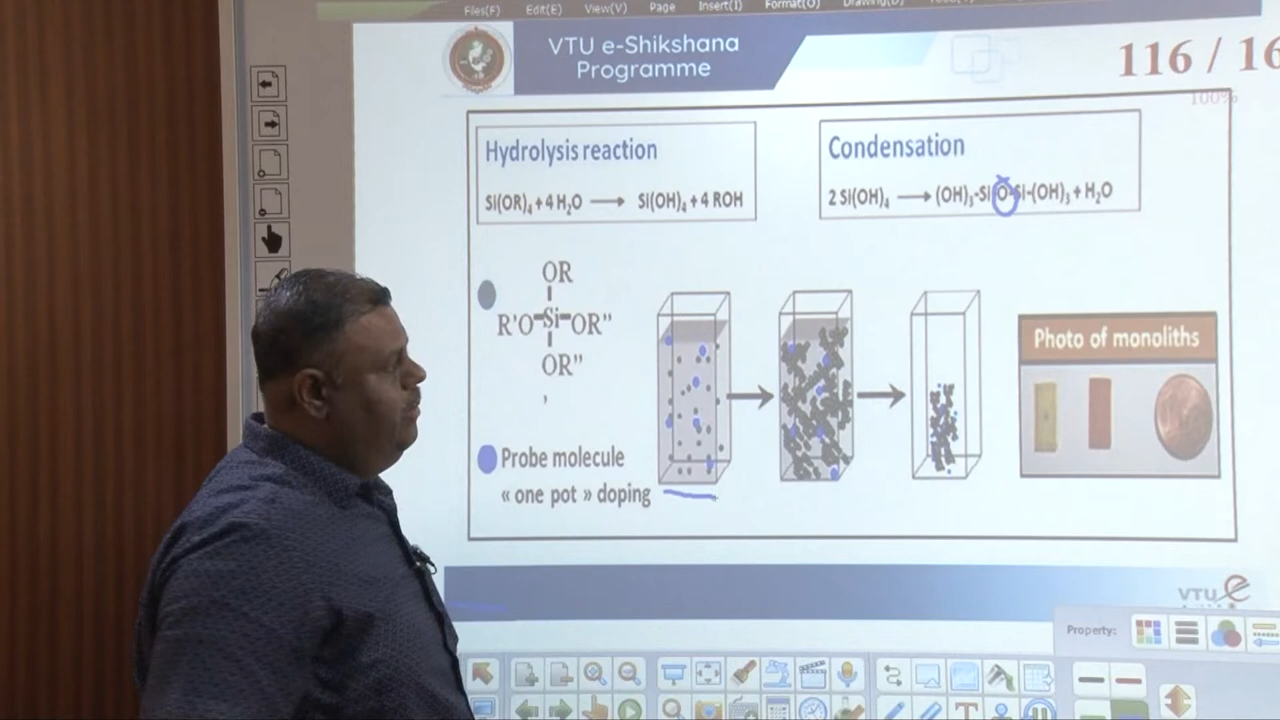 Files(F) Edit(E) View(V) Page Insert(I) Format(O)
VTU e-Shikshana
Programme
116 / 16
100%
Hydrolysis reaction
Si(OR)₄ + 4 H₂O ⟶ Si(OH)₄ + 4 ROH
Condensation
2 Si(OH)₄ ⟶ (OH)₃-Si-O-Si-(OH)₃ + H₂O
OR
R'O-Si-OR”
OR”
,
Probe molecule
« one pot » doping
Photo of monoliths
VTU e
Property: